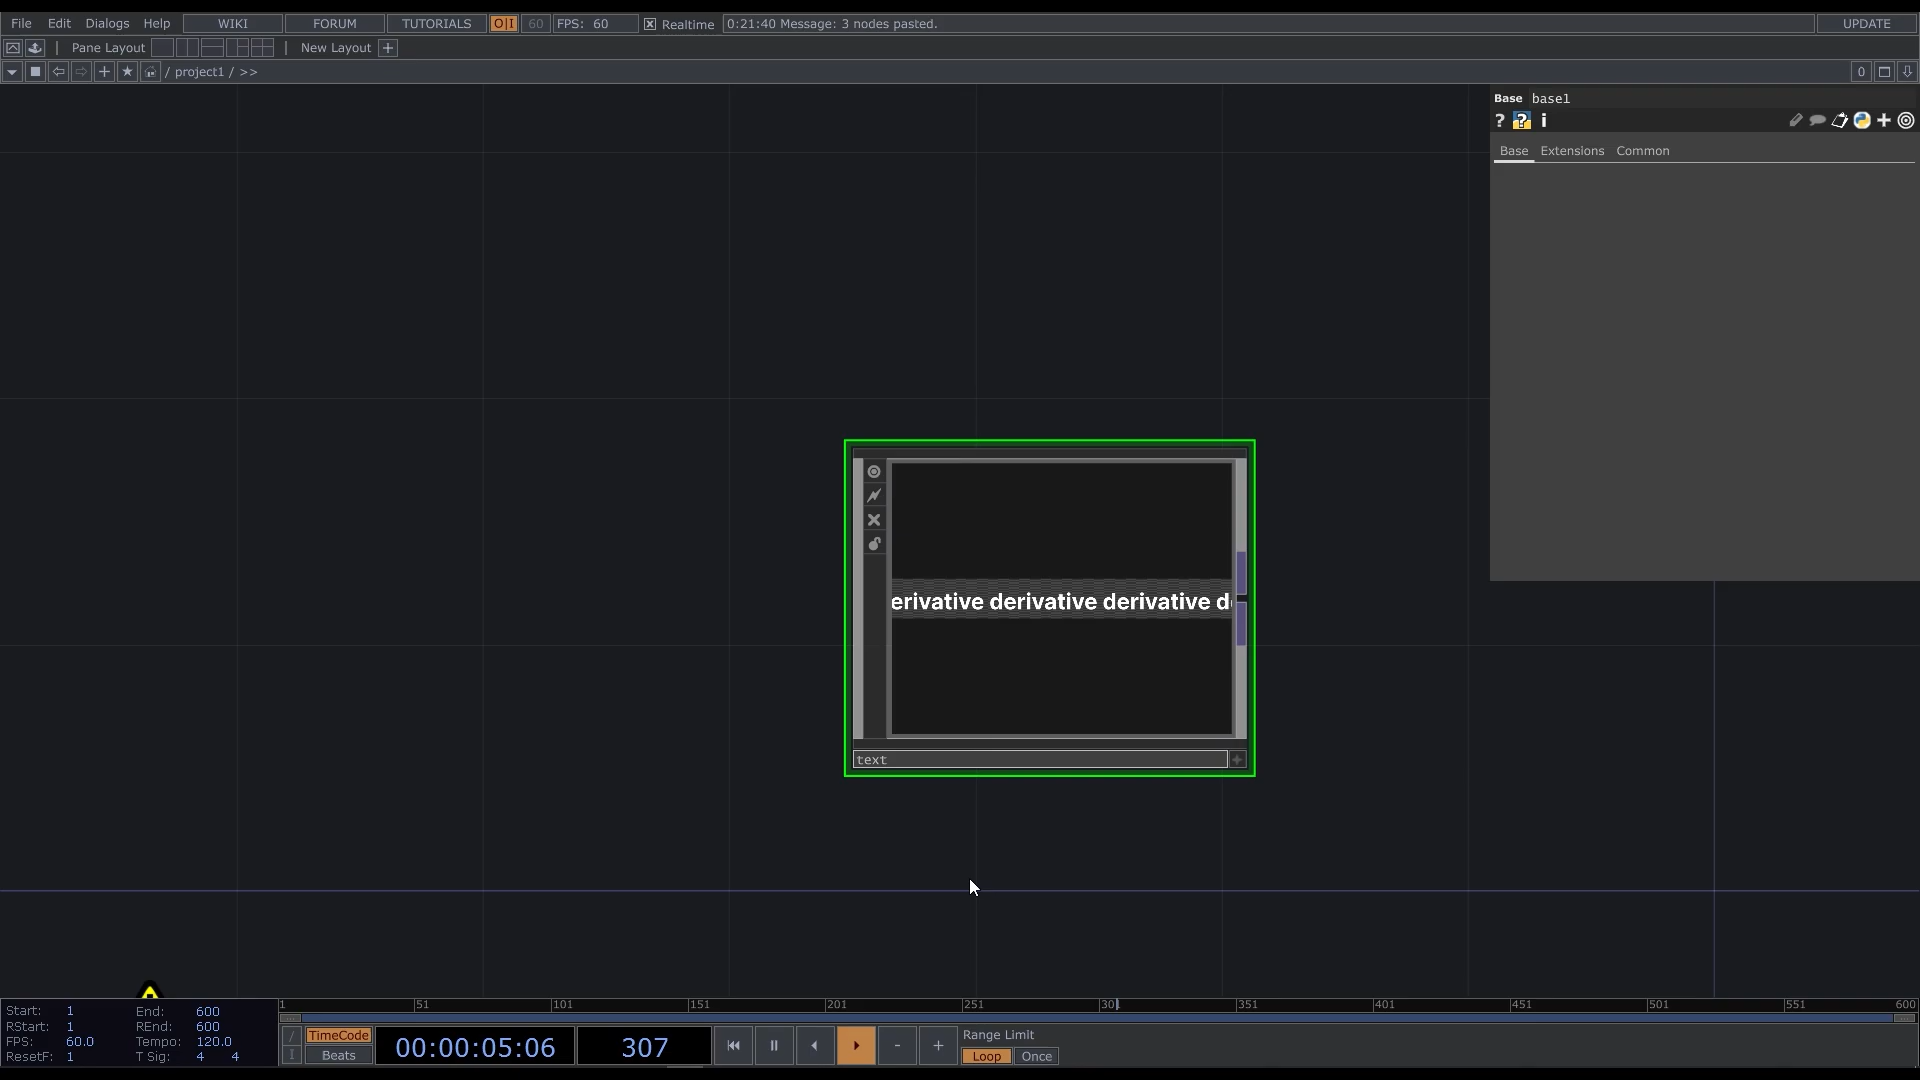 File Edit Dialogs Help WIKI FORUM TUTORIALS O|I 60 FPS: 60 Realtime 0:21:40 Message: 3 nodes pasted. UPDATE
| Pane Layout | New Layout +
/ project1 / >> 0
Base base1
? ? i
Base Extensions Common
erivative derivative derivative d
text
1 51 101 151 201 251 301 351 401 451 501 551 600
Start: 1 End: 600
RStart: 1 REnd: 600
FPS: 60.0 Tempo: 120.0
ResetF: 1 T Sig: 4 4
/ TimeCode
I Beats
00:00:05:06 307 - +
Range Limit
Loop Once